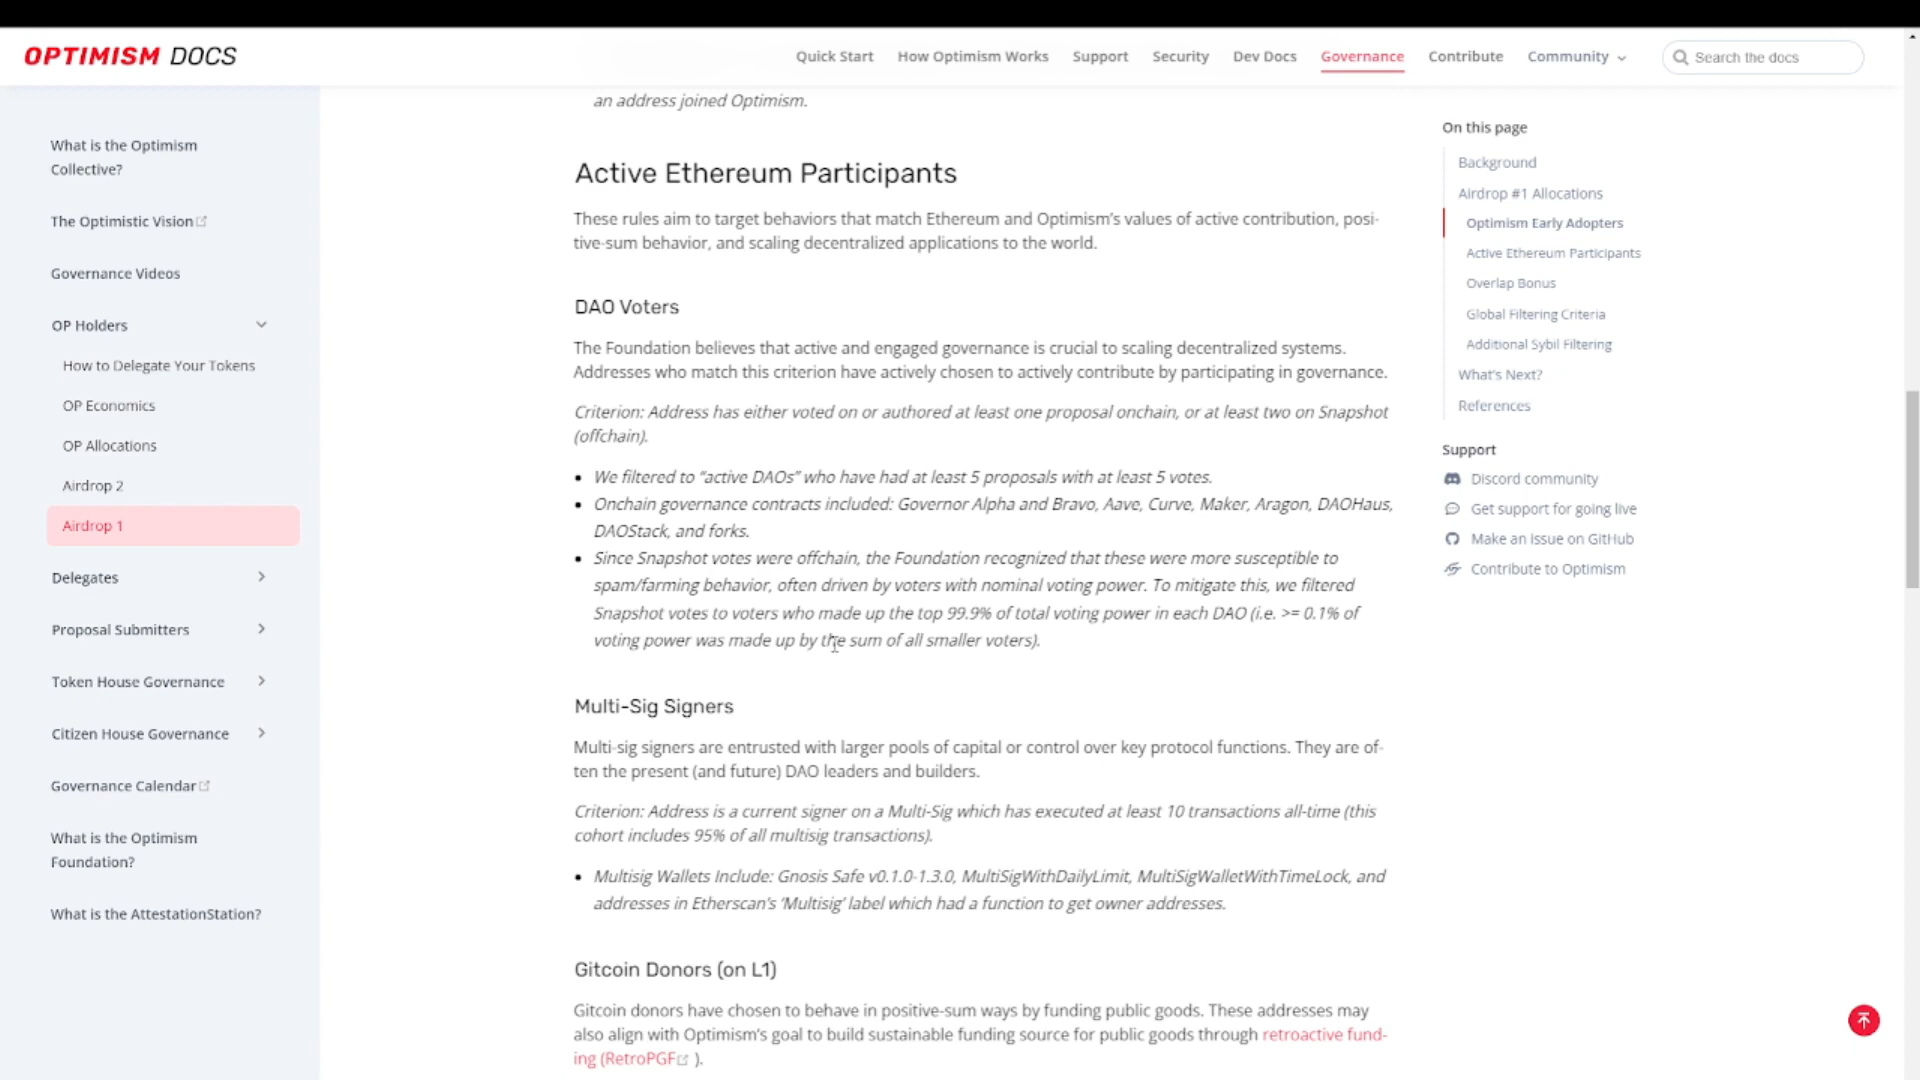 OPTIMISM DOCS
Quick Start
How Optimism Works
Support
Security
Dev Docs
Governance
Contribute
Community
Search the docs
What is the Optimism
Collective?
The Optimistic Vision
Governance Videos
OP Holders
How to Delegate Your Tokens
OP Economics
OP Allocations
Airdrop 2
Airdrop 1
Delegates
Proposal Submitters
Token House Governance
Citizen House Governance
Governance Calendar
What is the Optimism
Foundation?
What is the AttestationStation?
an address joined Optimism.
Active Ethereum Participants
These rules aim to target behaviors that match Ethereum and Optimism's values of active contribution, posi-
tive-sum behavior, and scaling decentralized applications to the world.
DAO Voters
The Foundation believes that active and engaged governance is crucial to scaling decentralized systems.
Addresses who match this criterion have actively chosen to actively contribute by participating in governance.
Criterion: Address has either voted on or authored at least one proposal onchain, or at least two on Snapshot
(offchain).
• We filtered to “active DAOs” who have had at least 5 proposals with at least 5 votes.
• Onchain governance contracts included: Governor Alpha and Bravo, Aave, Curve, Maker, Aragon, DAOHaus,
DAOStack, and forks.
• Since Snapshot votes were offchain, the Foundation recognized that these were more susceptible to
spam/farming behavior, often driven by voters with nominal voting power. To mitigate this, we filtered
Snapshot votes to voters who made up the top 99.9% of total voting power in each DAO (i.e. >= 0.1% of
voting power was made up by the sum of all smaller voters).
Multi-Sig Signers
Multi-sig signers are entrusted with larger pools of capital or control over key protocol functions. They are of-
ten the present (and future) DAO leaders and builders.
Criterion: Address is a current signer on a Multi-Sig which has executed at least 10 transactions all-time (this
cohort includes 95% of all multisig transactions).
• Multisig Wallets Include: Gnosis Safe v0.1.0-1.3.0, MultiSigWithDailyLimit, MultiSigWalletWithTimeLock, and
addresses in Etherscan's ‘Multisig’ label which had a function to get owner addresses.
Gitcoin Donors (on L1)
Gitcoin donors have chosen to behave in positive-sum ways by funding public goods. These addresses may
also align with Optimism's goal to build sustainable funding source for public goods through retroactive fund-
ing (RetroPGF ).
On this page
Background
Airdrop #1 Allocations
Optimism Early Adopters
Active Ethereum Participants
Overlap Bonus
Global Filtering Criteria
Additional Sybil Filtering
What's Next?
References
Support
Discord community
Get support for going live
Make an issue on GitHub
Contribute to Optimism